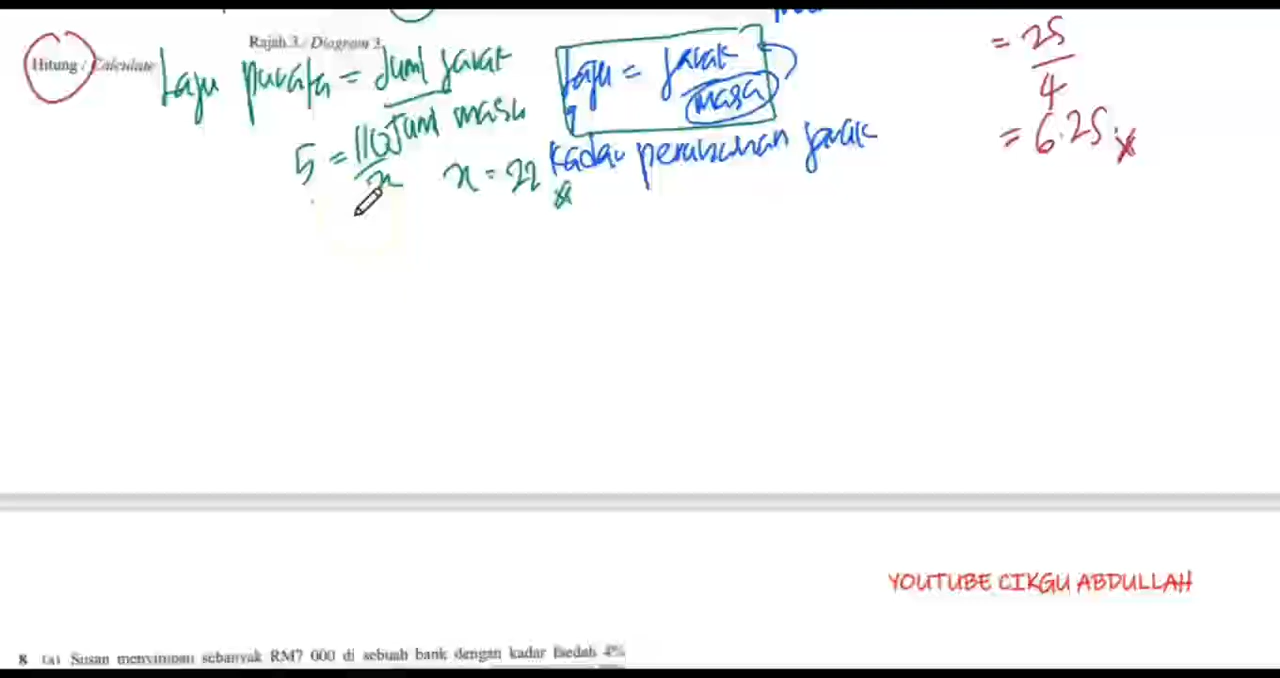 Rajah 3 / Diagram 3
Hitung / Calculate
Laju purata = Juml jarak
Juml masa
5 = 110
x
x = 22
Laju = jarak
masa
kadar perubahan jarak
= 25
4
= 6.25
YOUTUBE CIKGU ABDULLAH
8 (a) Susan menyimpan sebanyak RM7 000 di sebuah bank dengan kadar faedah 4%